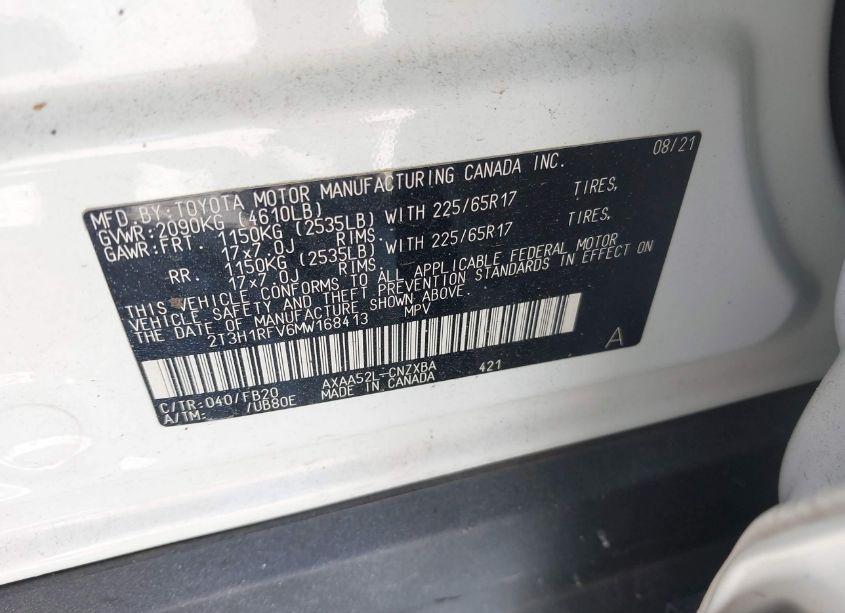 08/21
MFD.BY:TOYOTA MOTOR MANUFACTURING CANADA INC.
GVWR:2090KG (4610LB)
GAWR:FRT 1150KG (2535LB) WITH 225/65R17 TIRES,
17x7.0J RIMS.
RR 1150KG (2535LB) WITH 225/65R17 TIRES,
17x7.0J RIMS.
THIS VEHICLE CONFORMS TO ALL APPLICABLE FEDERAL MOTOR
VEHICLE SAFETY AND THEFT PREVENTION STANDARDS IN EFFECT ON
THE DATE OF MANUFACTURE SHOWN ABOVE.
2T3H1RFV6MW168413 MPV
A
C/TR:040/FB20 AXAA52L-CNZXBA 421
A/TM: /UB80E MADE IN CANADA